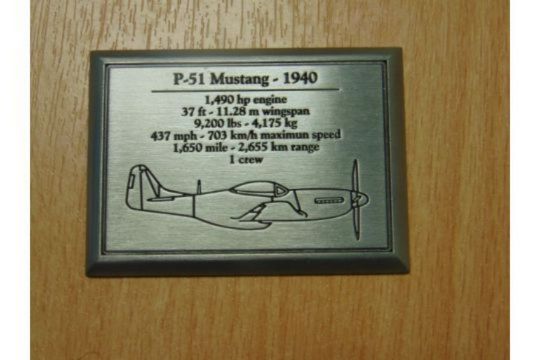 P-51 Mustang - 1940
1,490 hp engine
37 ft - 11.28 m wingspan
9,200 lbs - 4,175 kg
437 mph - 703 km/h maximun speed
1,650 mile - 2,655 km range
1 crew